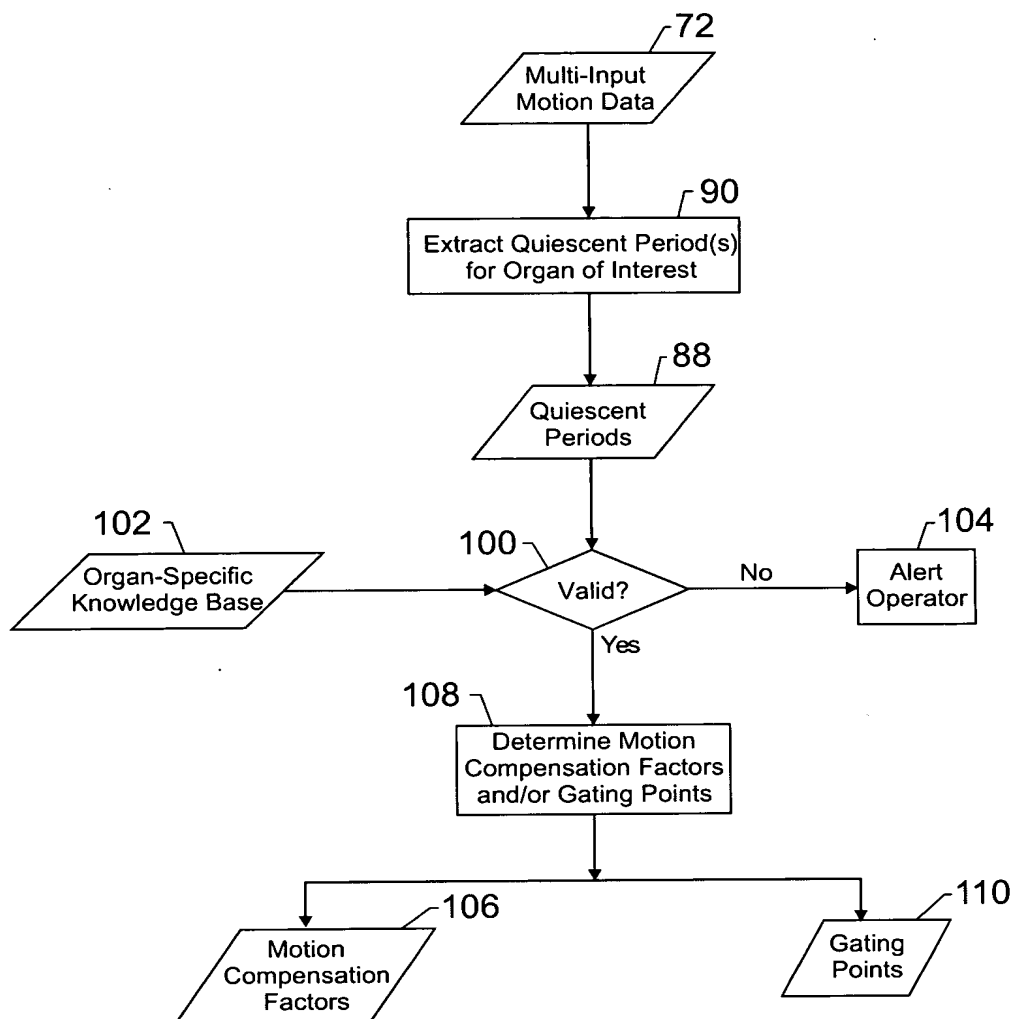 72
Multi-Input
Motion Data
90
Extract Quiescent Period(s)
for Organ of Interest
88
Quiescent
Periods
102
Organ-Specific
Knowledge Base
100
Valid?
No
104
Alert
Operator
Yes
108
Determine Motion
Compensation Factors
and/or Gating Points
106
Motion
Compensation
Factors
110
Gating
Points